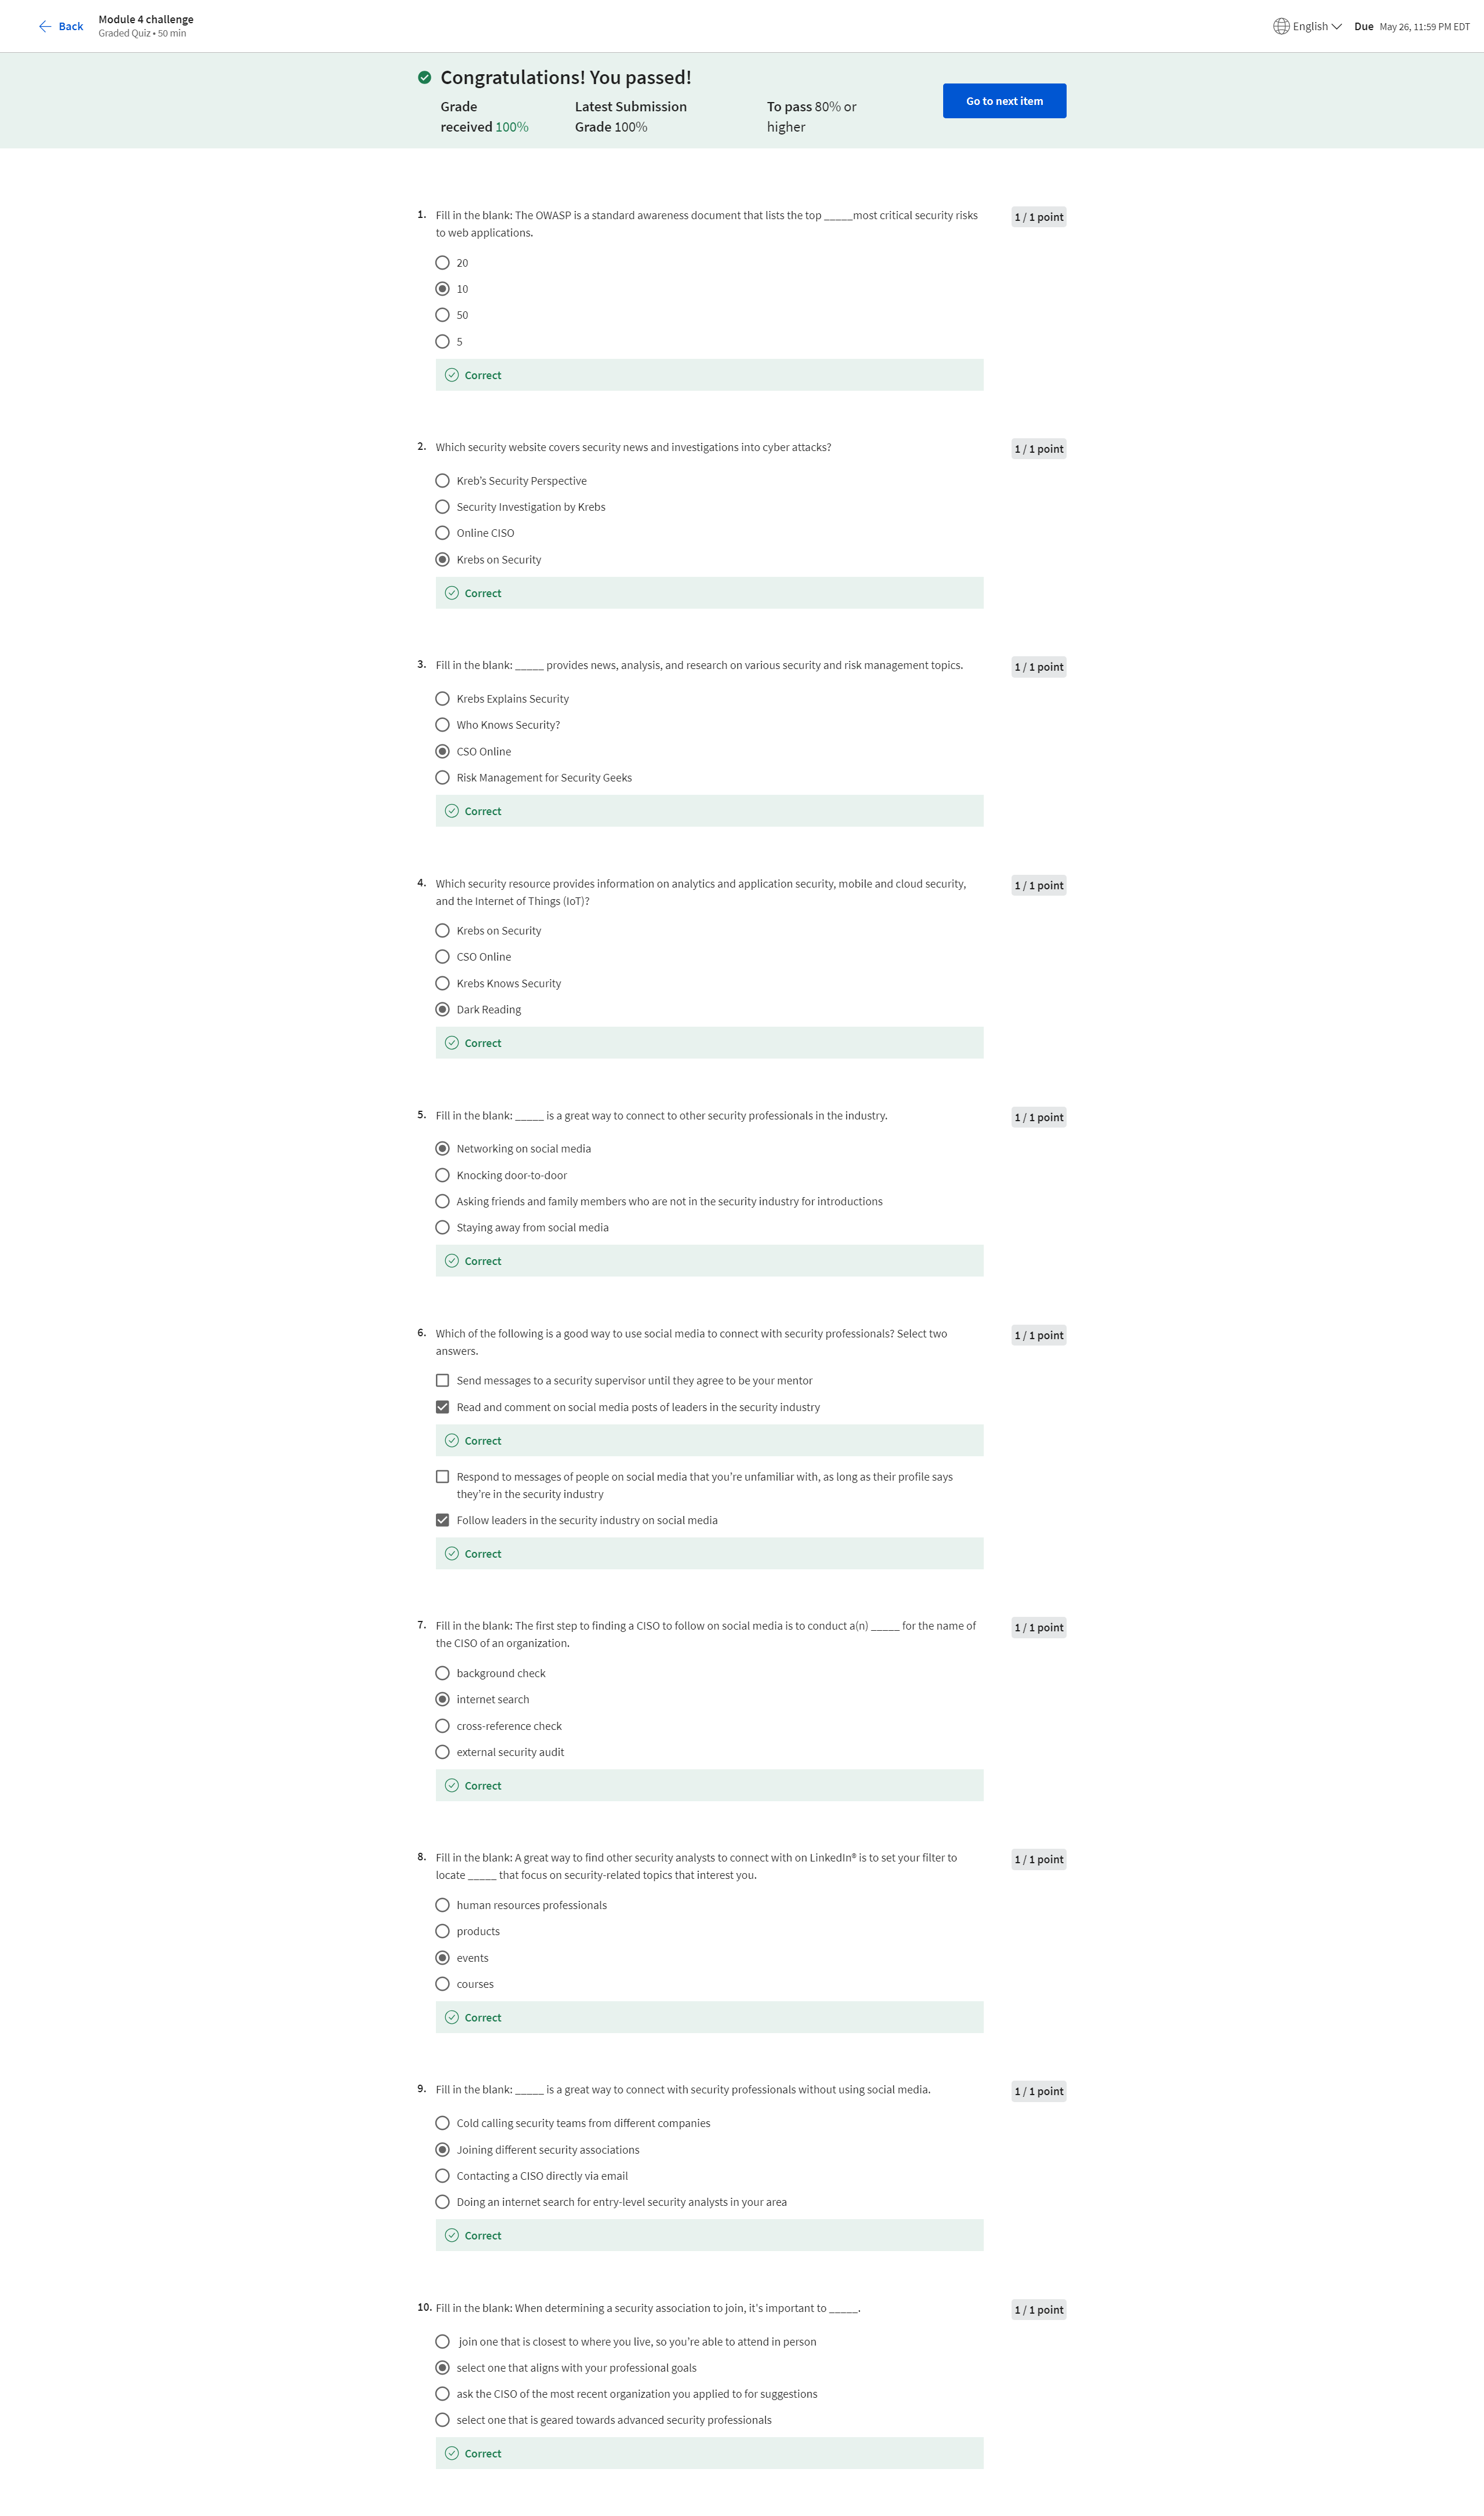 Back
Module 4 challenge
Graded Quiz • 50 min
English
Due May 26, 11:59 PM EDT
Congratulations! You passed!
Grade
received 100%
Latest Submission
Grade 100%
To pass 80% or
higher
Go to next item
1. Fill in the blank: The OWASP is a standard awareness document that lists the top _____most critical security risks
to web applications.
1 / 1 point
20
10
50
5
Correct
2. Which security website covers security news and investigations into cyber attacks?
1 / 1 point
Kreb’s Security Perspective
Security Investigation by Krebs
Online CISO
Krebs on Security
Correct
3. Fill in the blank: _____ provides news, analysis, and research on various security and risk management topics.
1 / 1 point
Krebs Explains Security
Who Knows Security?
CSO Online
Risk Management for Security Geeks
Correct
4. Which security resource provides information on analytics and application security, mobile and cloud security,
and the Internet of Things (IoT)?
1 / 1 point
Krebs on Security
CSO Online
Krebs Knows Security
Dark Reading
Correct
5. Fill in the blank: _____ is a great way to connect to other security professionals in the industry.
1 / 1 point
Networking on social media
Knocking door-to-door
Asking friends and family members who are not in the security industry for introductions
Staying away from social media
Correct
6. Which of the following is a good way to use social media to connect with security professionals? Select two
answers.
1 / 1 point
Send messages to a security supervisor until they agree to be your mentor
Read and comment on social media posts of leaders in the security industry
Correct
Respond to messages of people on social media that you’re unfamiliar with, as long as their profile says
they’re in the security industry
Follow leaders in the security industry on social media
Correct
7. Fill in the blank: The first step to finding a CISO to follow on social media is to conduct a(n) _____ for the name of
the CISO of an organization.
1 / 1 point
background check
internet search
cross-reference check
external security audit
Correct
8. Fill in the blank: A great way to find other security analysts to connect with on LinkedIn® is to set your filter to
locate _____ that focus on security-related topics that interest you.
1 / 1 point
human resources professionals
products
events
courses
Correct
9. Fill in the blank: _____ is a great way to connect with security professionals without using social media.
1 / 1 point
Cold calling security teams from different companies
Joining different security associations
Contacting a CISO directly via email
Doing an internet search for entry-level security analysts in your area
Correct
10. Fill in the blank: When determining a security association to join, it’s important to _____.
1 / 1 point
join one that is closest to where you live, so you’re able to attend in person
select one that aligns with your professional goals
ask the CISO of the most recent organization you applied to for suggestions
select one that is geared towards advanced security professionals
Correct